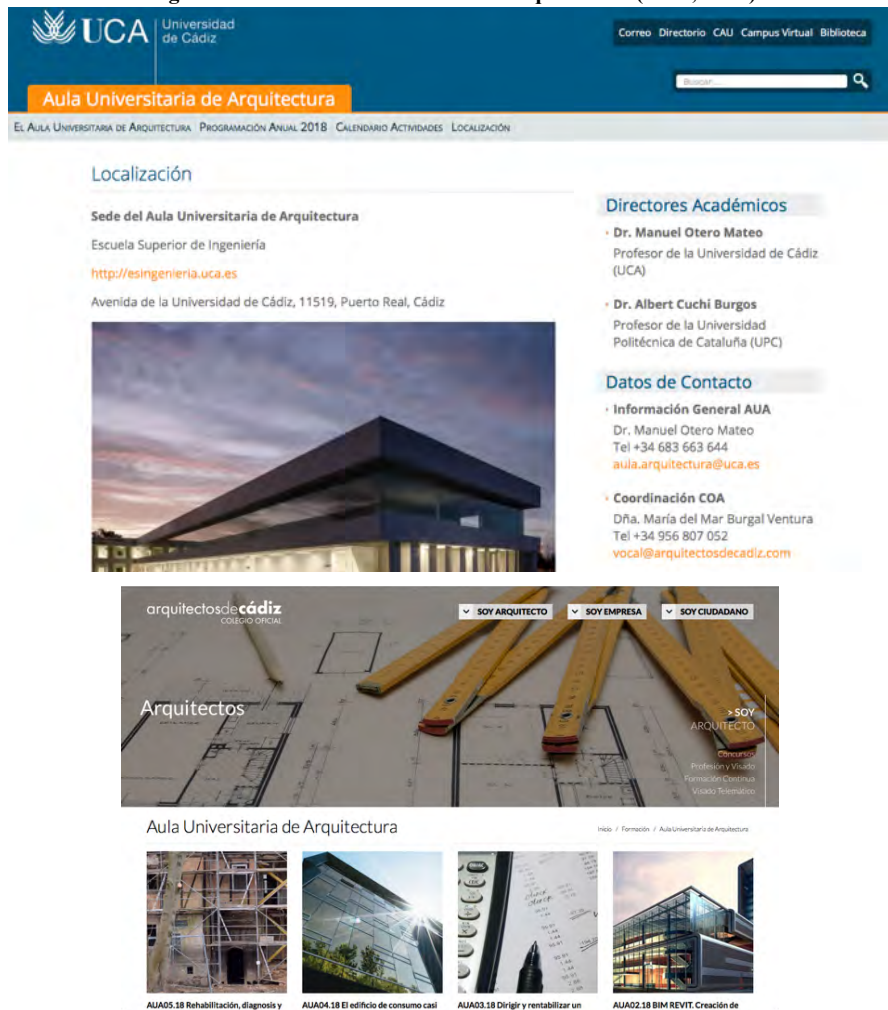 UCA Universidad
de Cádiz
Correo Directorio CAU Campus Virtual Biblioteca
Buscar...
Aula Universitaria de Arquitectura
El Aula Universitaria de Arquitectura Programación Anual 2018 Calendario Actividades Localización
Localización
Sede del Aula Universitaria de Arquitectura
Escuela Superior de Ingeniería
http://esingenieria.uca.es
Avenida de la Universidad de Cádiz, 11519, Puerto Real, Cádiz
Directores Académicos
Dr. Manuel Otero Mateo
Profesor de la Universidad de Cádiz
(UCA)
Dr. Albert Cuchi Burgos
Profesor de la Universidad
Politécnica de Cataluña (UPC)
Datos de Contacto
Información General AUA
Dr. Manuel Otero Mateo
Tel +34 683 663 644
aula.arquitectura@uca.es
Coordinación COA
Dña. María del Mar Burgal Ventura
Tel +34 956 807 052
vocal@arquitectosdecadiz.com
arquitectosdecádiz
COLEGIO OFICIAL
SOY ARQUITECTO SOY EMPRESA SOY CIUDADANO
Arquitectos
> SOY
ARQUITECTO
Concursos
Profesión y Visado
Formación Continua
Visado Telemático
Aula Universitaria de Arquitectura
Inicio / Formación / Aula Universitaria de Arquitectura
AUA05.18 Rehabilitación, diagnosis y
AUA04.18 El edificio de consumo casi
AUA03.18 Dirigir y rentabilizar un
AUA02.18 BIM REVIT. Creación de